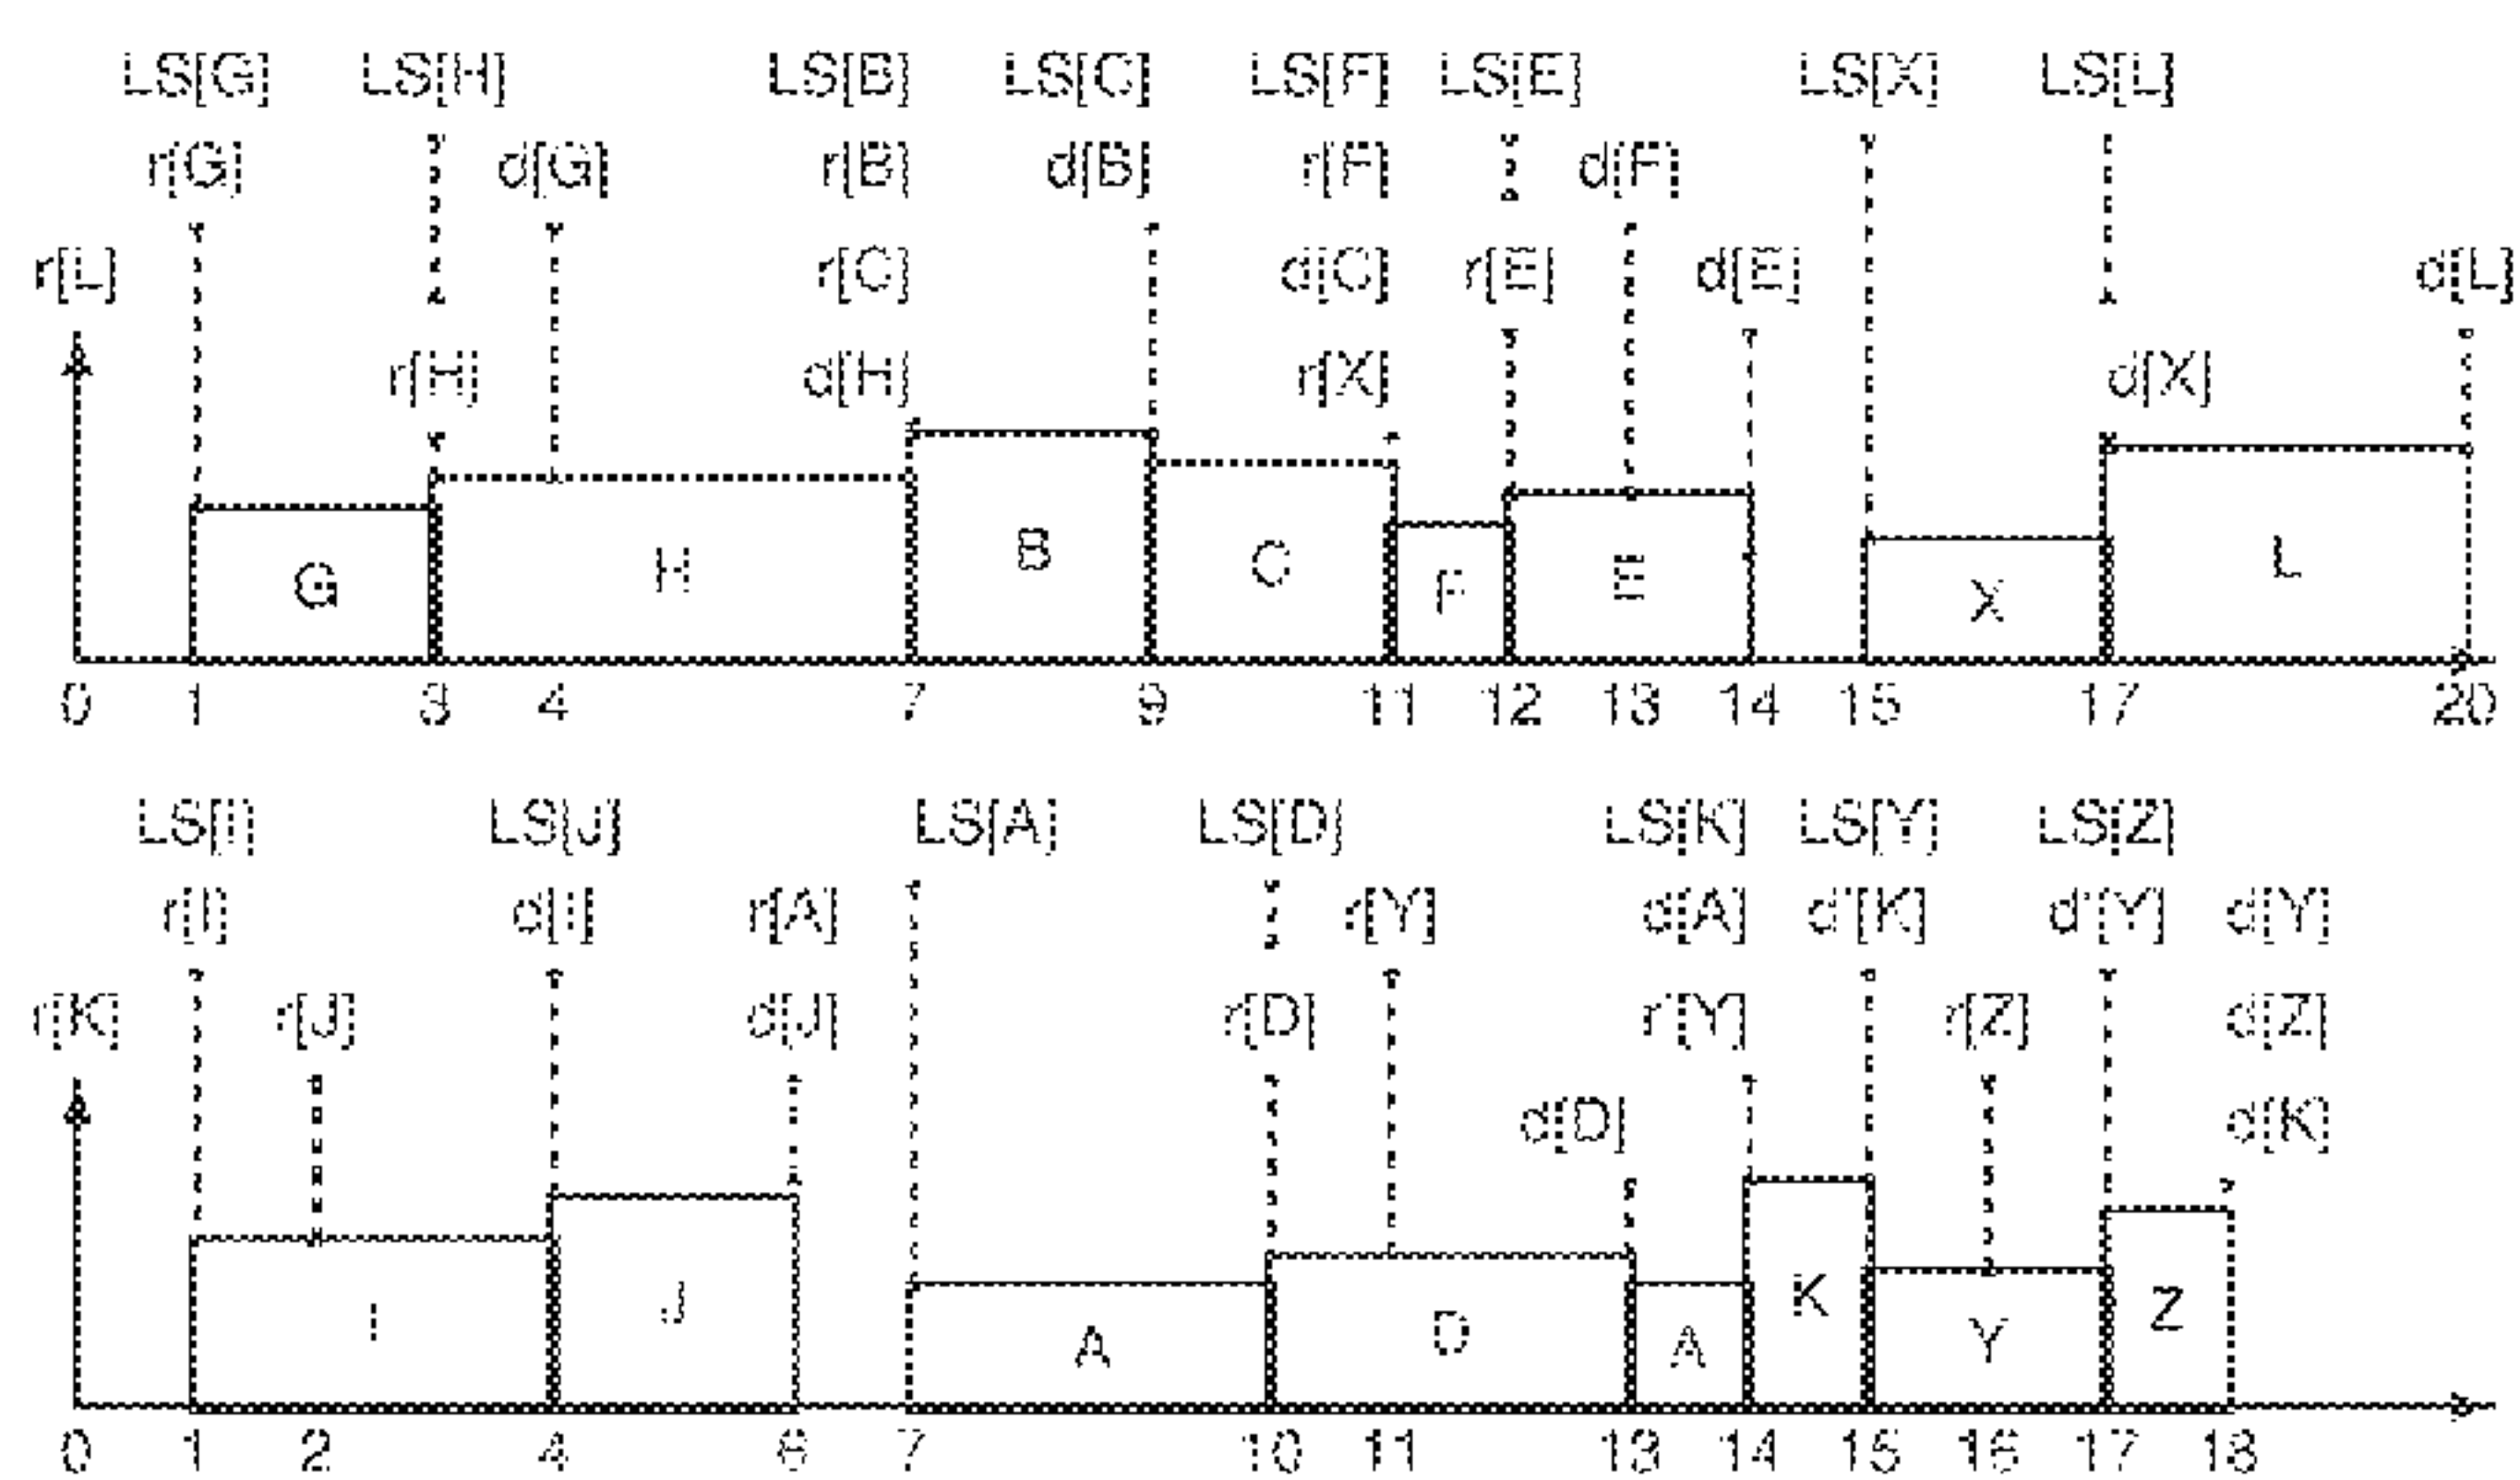 LS[G] LS[H] LS[B] LS[C] LS[F] LS[E] LS[X] LS[L]
r[G] d[G] r[B] d[B] r[F] d[F]
r[L] r[C] d[C] r[E] d[E] d[L]
r[H] d[H] r[X] d[X]
G H B C F E X L
0 1 3 4 7 9 11 12 13 14 15 17 20
LS[I] LS[J] LS[A] LS[D] LS[K] LS[Y] LS[Z]
r[I] d[I] r[A] r[Y] d[A] d'[K] d'[Y] d[Y]
r[K] r[J] d[J] r[D] r'[Y] r[Z] d[Z]
d[D] d[K]
I J A D A K Y Z
0 1 2 4 6 7 10 11 13 14 15 16 17 18